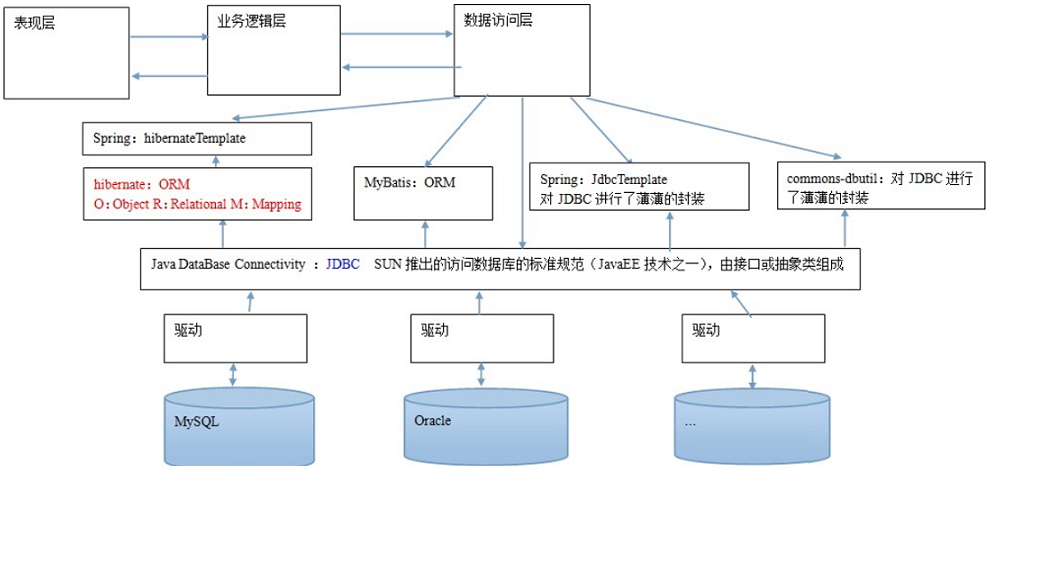 表现层
业务逻辑层
数据访问层
Spring：hibernateTemplate
hibernate：ORM
O：Object R：Relational M：Mapping
MyBatis：ORM
Spring：JdbcTemplate
对 JDBC 进行了薄薄的封装
commons-dbutil：对 JDBC 进行
了薄薄的封装
Java DataBase Connectivity ：JDBC SUN 推出的访问数据库的标准规范（JavaEE 技术之一），由接口或抽象类组成
驱动
驱动
驱动
MySQL
Oracle
...